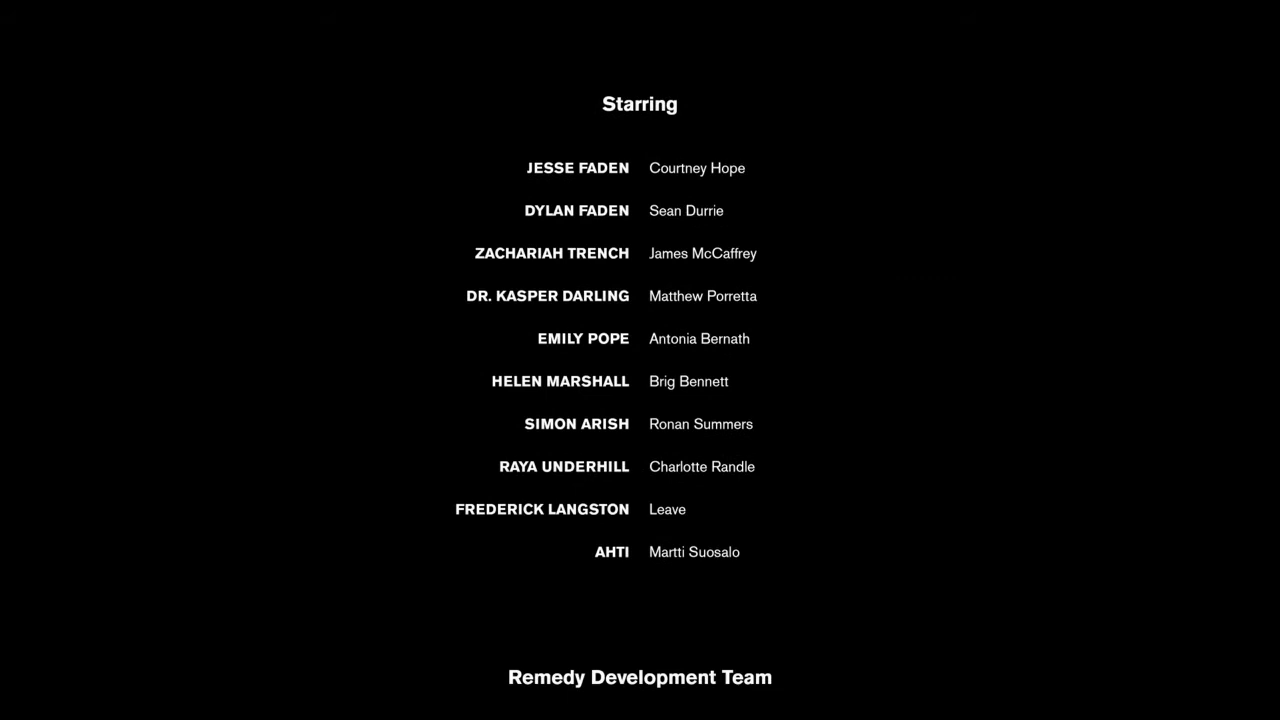 Starring
JESSE FADEN Courtney Hope
DYLAN FADEN Sean Durrie
ZACHARIAH TRENCH James McCaffrey
DR. KASPER DARLING Matthew Porretta
EMILY POPE Antonia Bernath
HELEN MARSHALL Brig Bennett
SIMON ARISH Ronan Summers
RAYA UNDERHILL Charlotte Randle
FREDERICK LANGSTON Leave
AHTI Martti Suosalo
Remedy Development Team